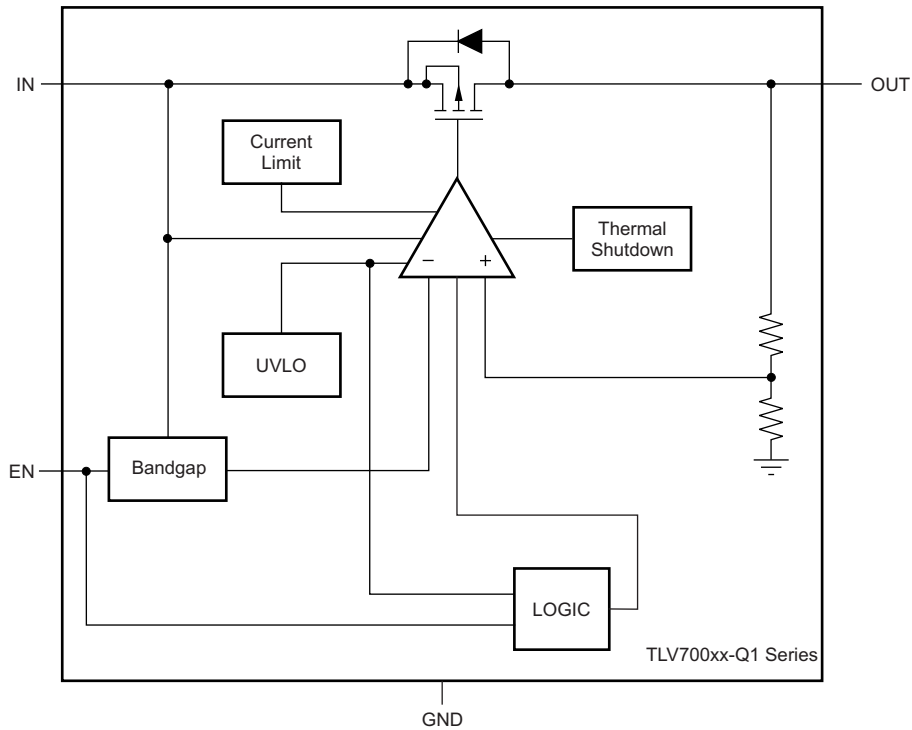 IN
OUT
Current
Limit
Thermal
Shutdown
−
+
UVLO
EN
Bandgap
LOGIC
TLV700xx-Q1 Series
GND